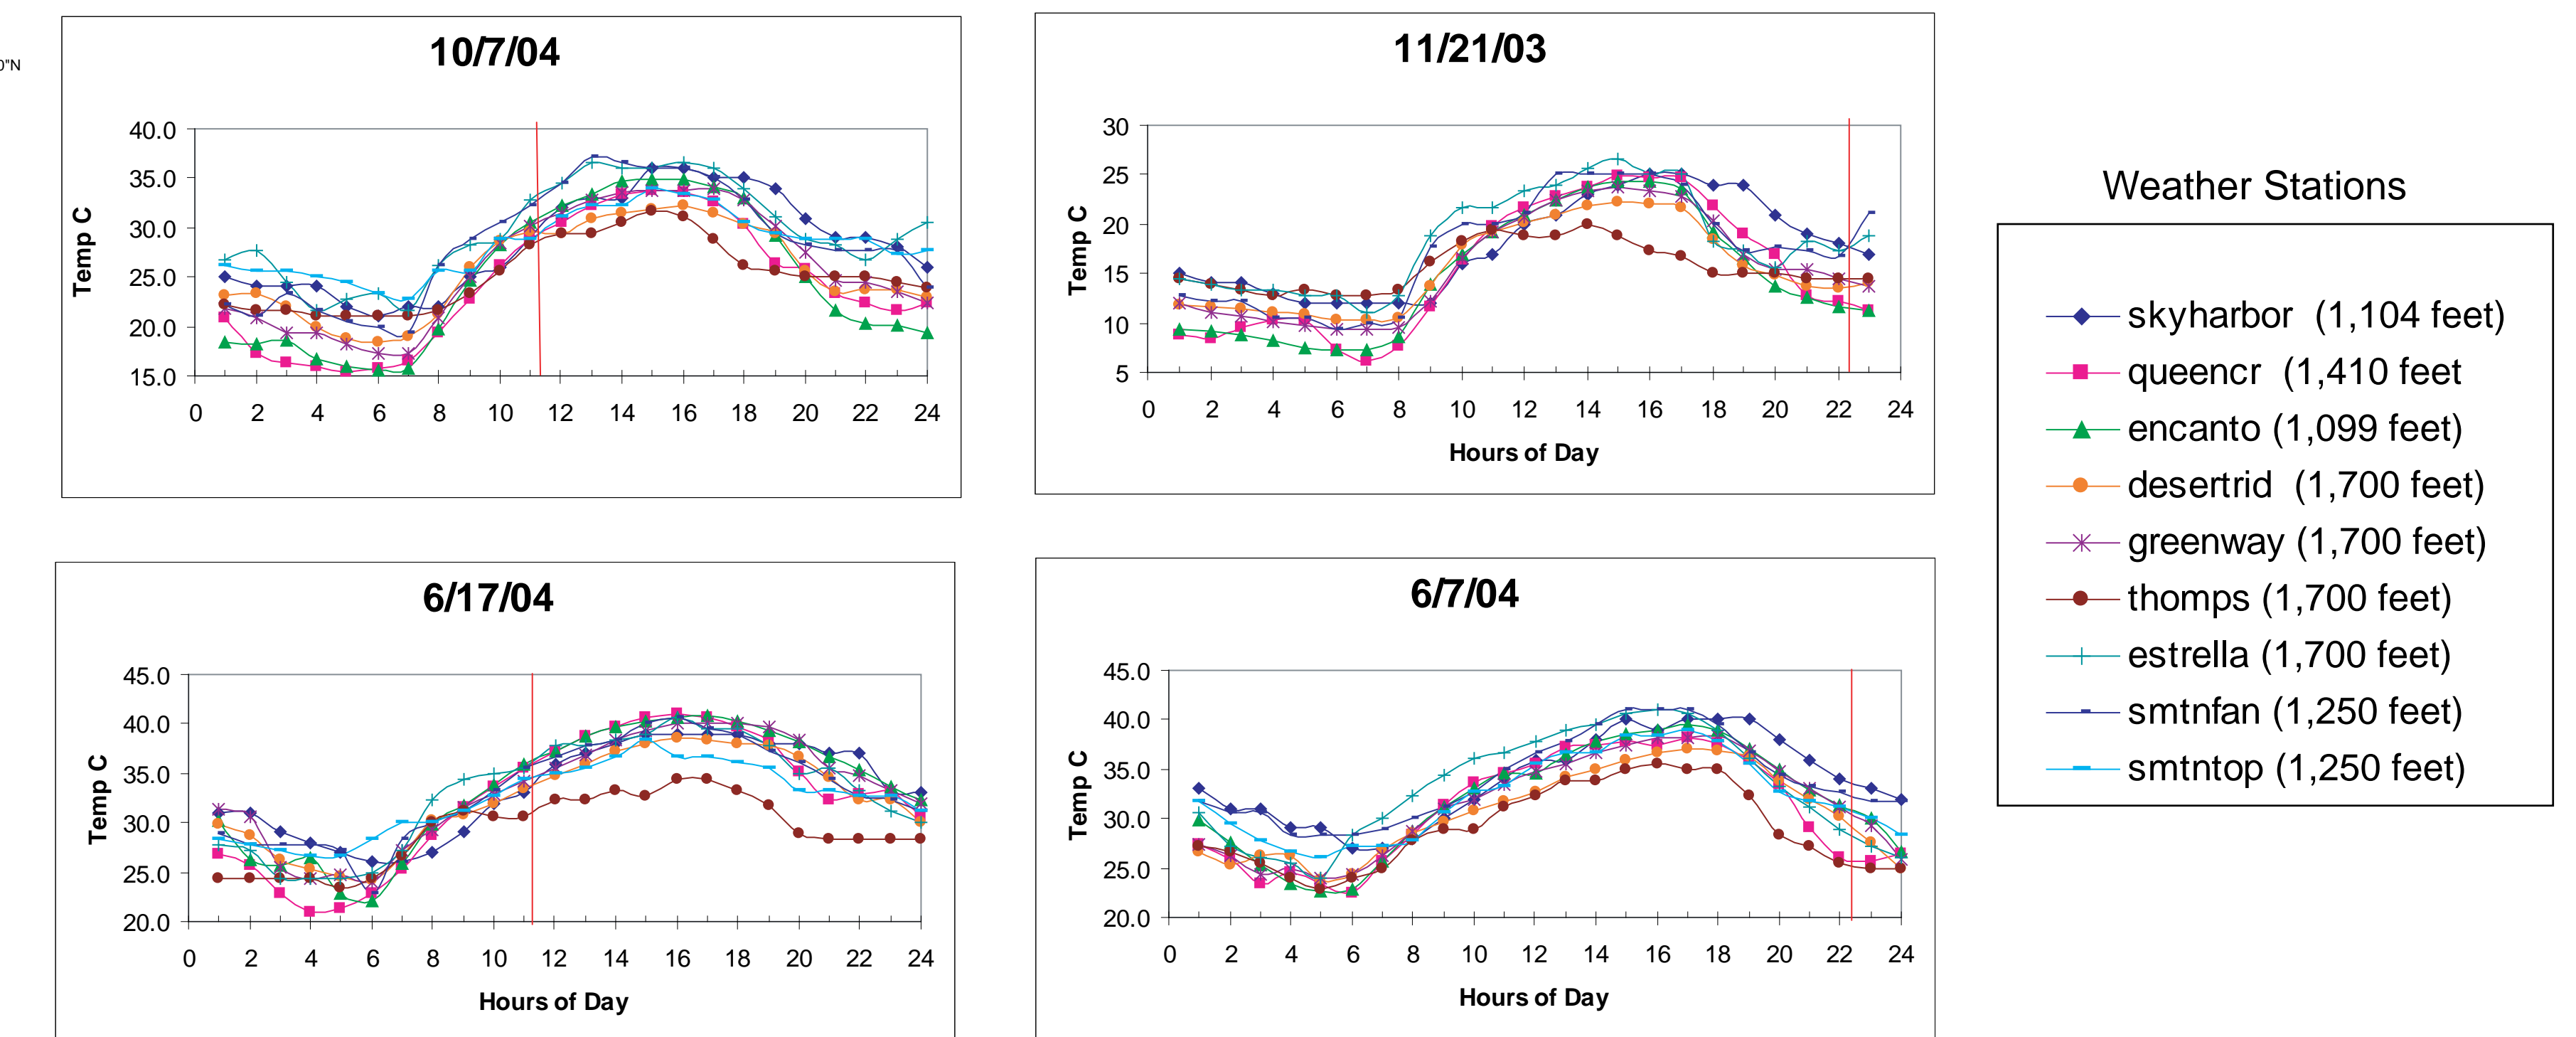 0"N
10/7/04
Temp C
40.0
35.0
30.0
25.0
20.0
15.0
0 2 4 6 8 10 12 14 16 18 20 22 24
11/21/03
Temp C
30
25
20
15
10
5
0 2 4 6 8 10 12 14 16 18 20 22 24
Hours of Day
6/17/04
Temp C
45.0
40.0
35.0
30.0
25.0
20.0
0 2 4 6 8 10 12 14 16 18 20 22 24
Hours of Day
6/7/04
Temp C
45.0
40.0
35.0
30.0
25.0
20.0
0 2 4 6 8 10 12 14 16 18 20 22 24
Hours of Day
Weather Stations
skyharbor (1,104 feet)
queencr (1,410 feet
encanto (1,099 feet)
desertrid (1,700 feet)
greenway (1,700 feet)
thomps (1,700 feet)
estrella (1,700 feet)
smtnfan (1,250 feet)
smtntop (1,250 feet)